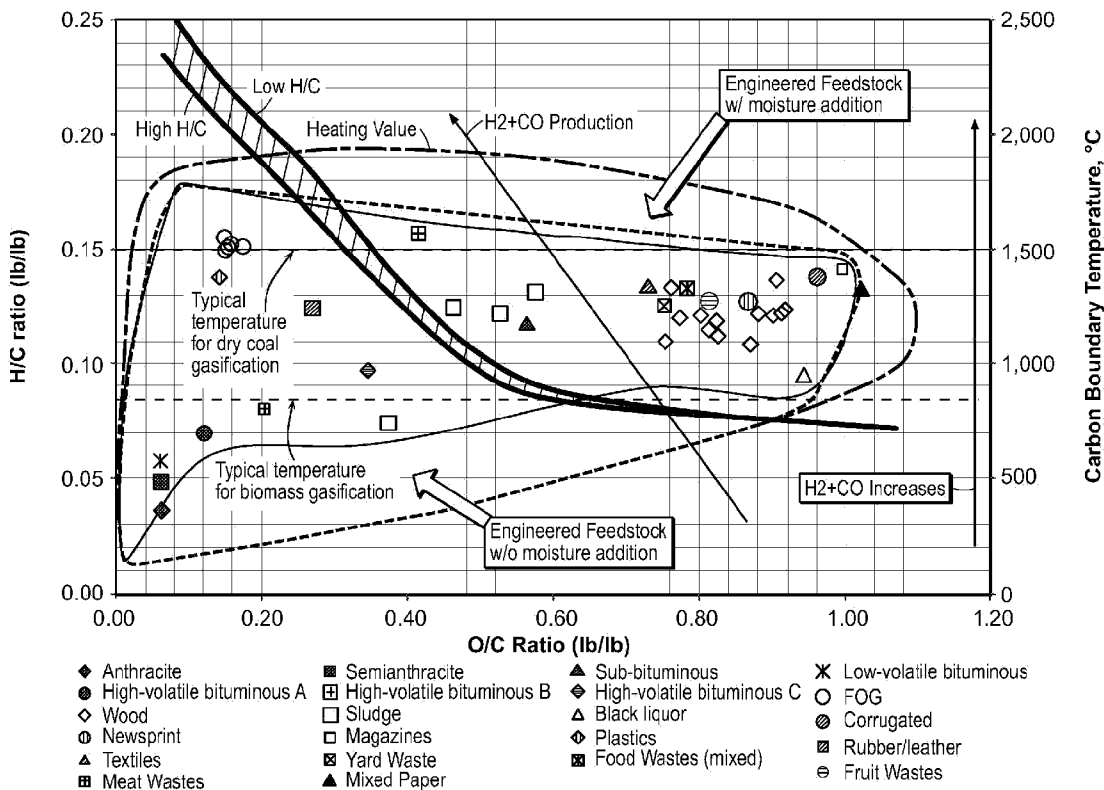 0.25
0.20
0.15
0.10
0.05
0.00
H/C ratio (lb/lb)
2,500
2,000
1,500
1,000
500
0
Carbon Boundary Temperature, °C
Low H/C
High H/C
Heating Value
H2+CO Production
Engineered Feedstock
w/ moisture addition
Typical
temperature
for dry coal
gasification
Typical temperature
for biomass gasification
Engineered Feedstock
w/o moisture addition
H2+CO Increases
0.00 0.20 0.40 0.60 0.80 1.00 1.20
O/C Ratio (lb/lb)
Anthracite
High-volatile bituminous A
Wood
Newsprint
Textiles
Meat Wastes
Semianthracite
High-volatile bituminous B
Sludge
Magazines
Yard Waste
Mixed Paper
Sub-bituminous
High-volatile bituminous C
Black liquor
Plastics
Food Wastes (mixed)
Low-volatile bituminous
FOG
Corrugated
Rubber/leather
Fruit Wastes